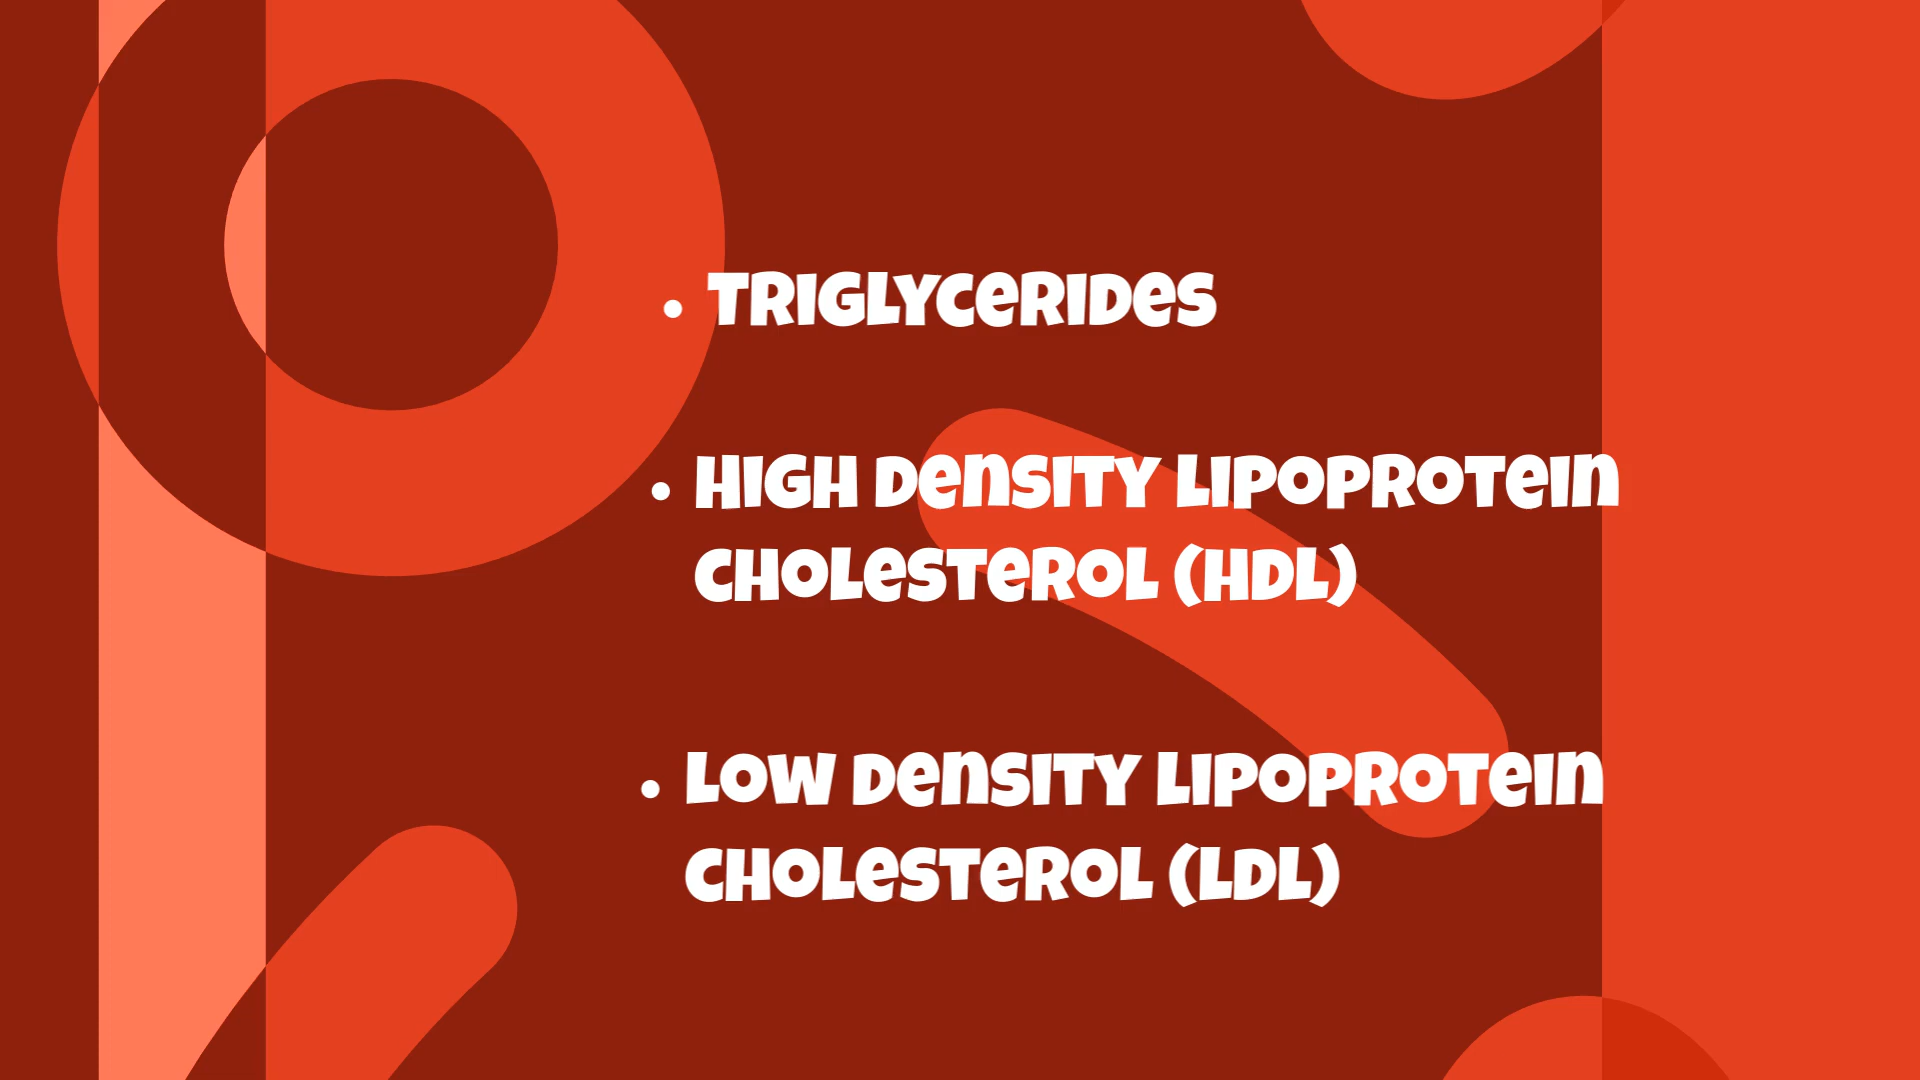 • TRIGLYCERIDES
• HIGH DENSITY LIPOPROTEIN
CHOLESTEROL (HDL)
• LOW DENSITY LIPOPROTEIN
CHOLESTEROL (LDL)